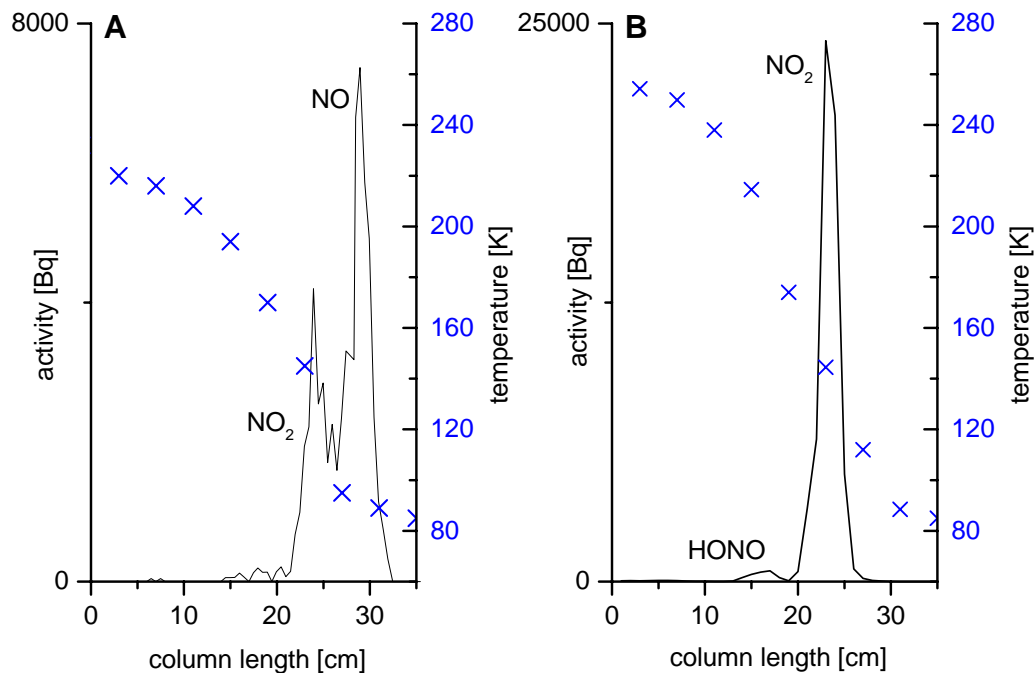 A
8000
0
activity [Bq]
NO
NO2
280
240
200
160
120
80
temperature [K]
0
10
20
30
column length [cm]
B
25000
0
activity [Bq]
NO2
HONO
280
240
200
160
120
80
temperature [K]
0
10
20
30
column length [cm]